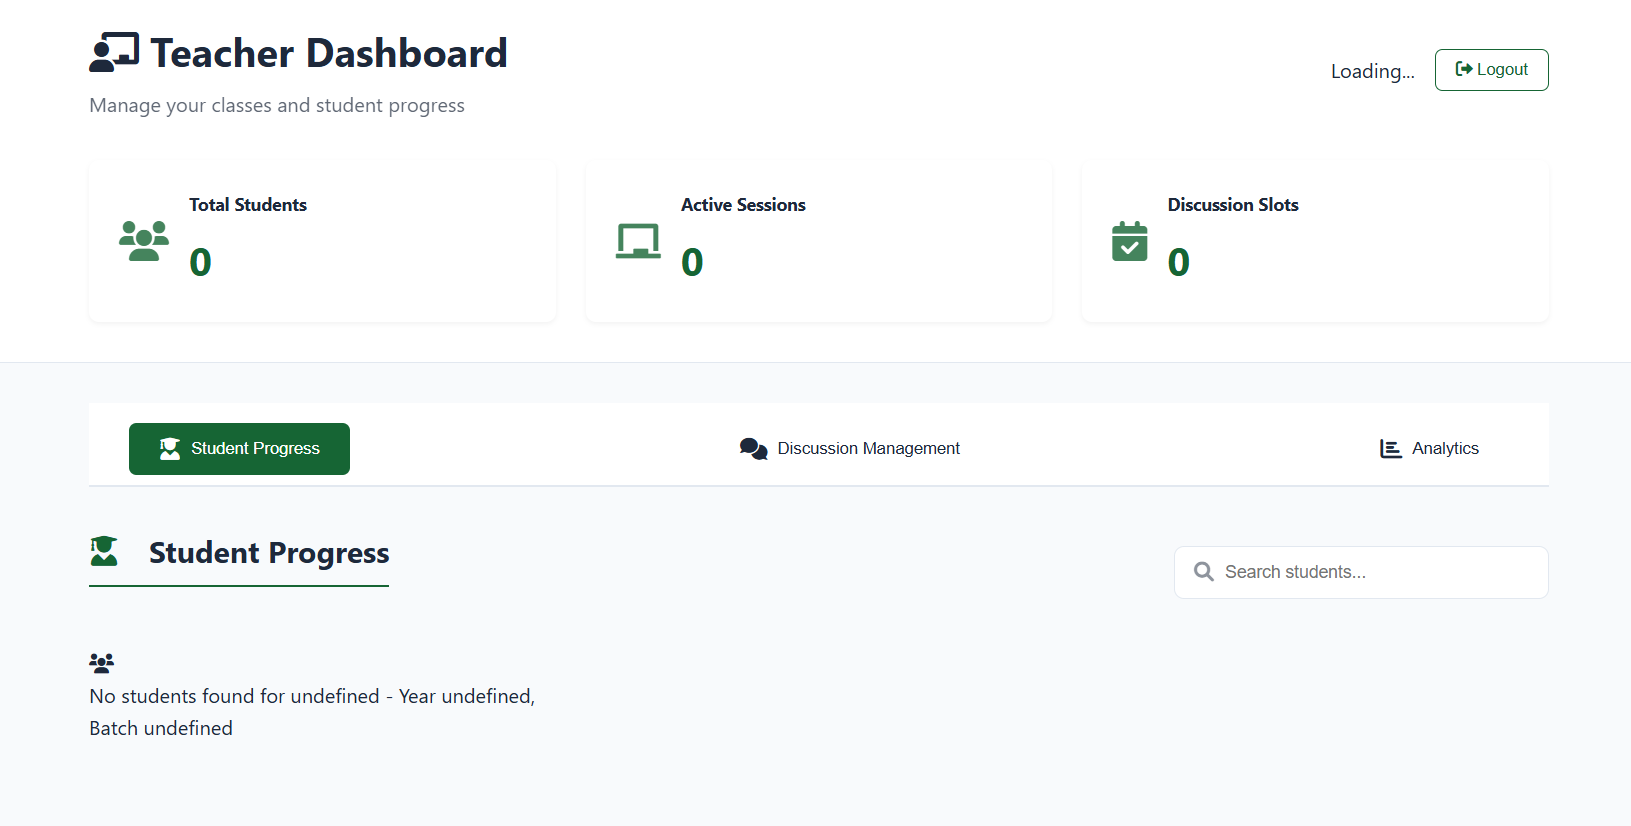 Teacher Dashboard
Manage your classes and student progress
Loading...
Logout
Total Students
0
Active Sessions
0
Discussion Slots
0
Student Progress
Discussion Management
Analytics
Student Progress
Search students...
No students found for undefined - Year undefined,
Batch undefined